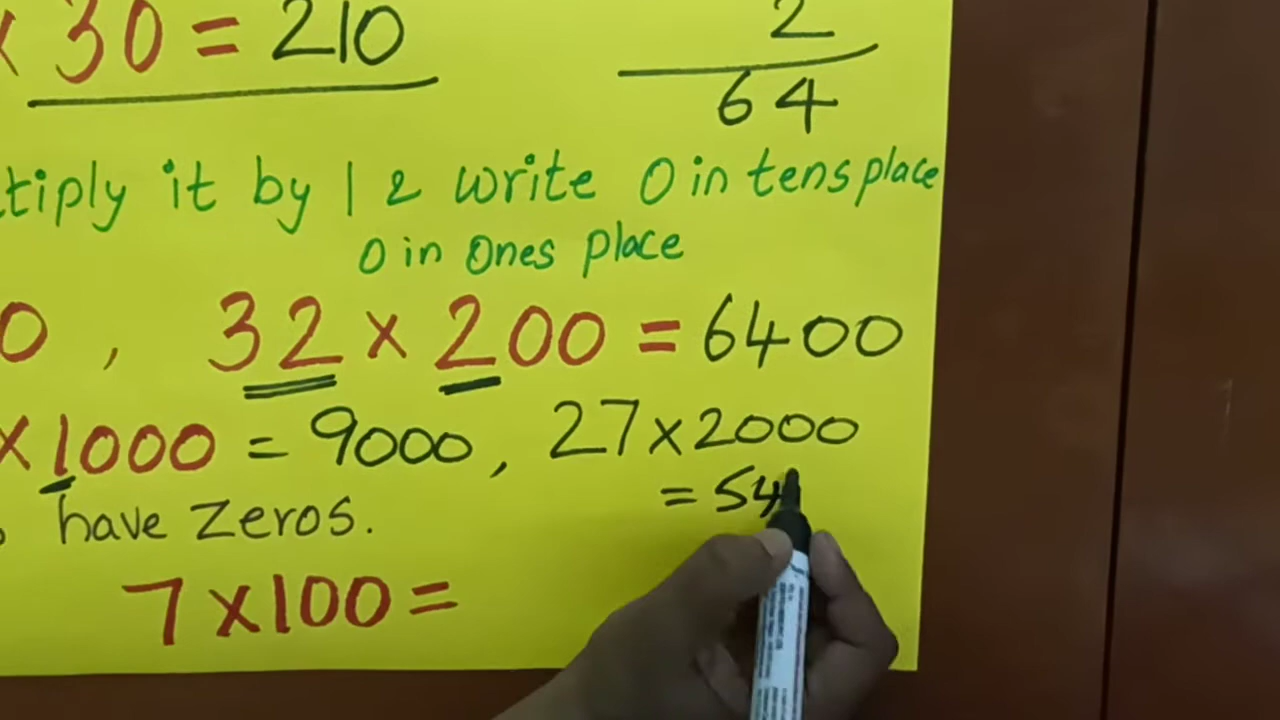 x 30 = 210
2
64
tiply it by 1 & write 0 in tens place
0 in ones place
0 , 32 x 200 = 6400
x 1000 = 9000 , 27 x 2000
= 54
have zeros.
7 x 100 =